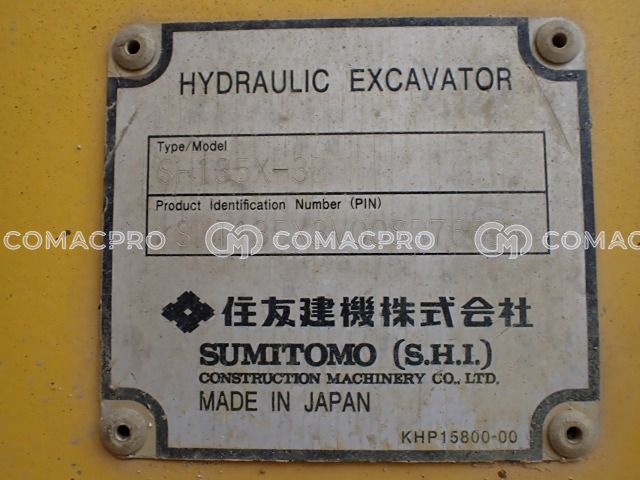 HYDRAULIC EXCAVATOR
Type/Model
Product Identification Number (PIN)
COMACPRO COMACPRO
住友建機株式会社
SUMITOMO (S.H.I.)
CONSTRUCTION MACHINERY CO., LTD.
MADE IN JAPAN
KHP15800-00